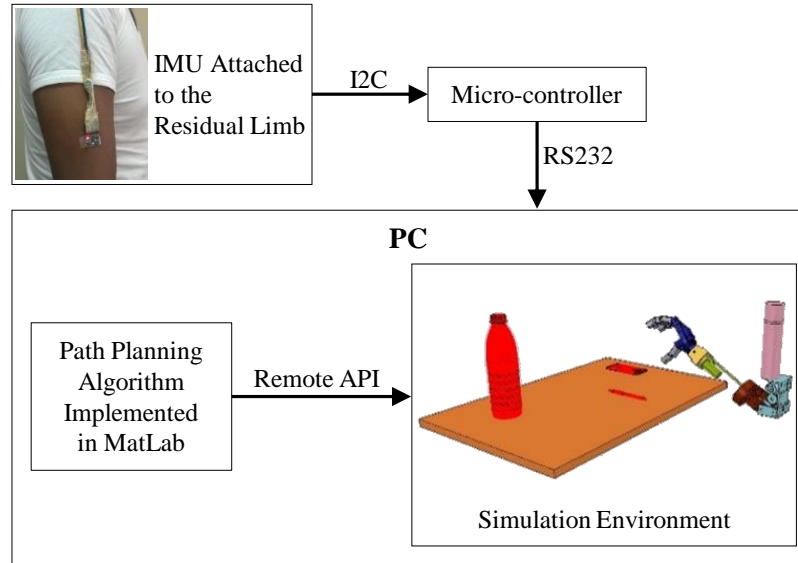 IMU Attached
to the
Residual Limb
I2C
Micro-controller
RS232
PC
Path Planning
Algorithm
Implemented
in MatLab
Remote API
Simulation Environment